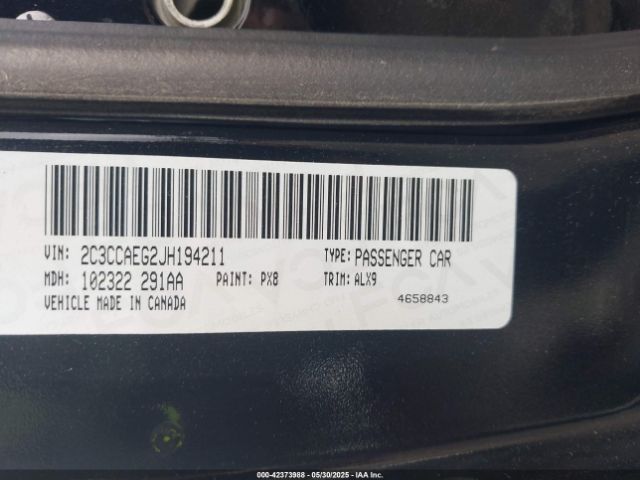 VIN: 2C3CCAEG2JH194211 TYPE: PASSENGER CAR
MDH: 102322 291AA PAINT: PX8 TRIM: ALX9
VEHICLE MADE IN CANADA 4658843
000-42373988 - 05/30/2025 - IAA